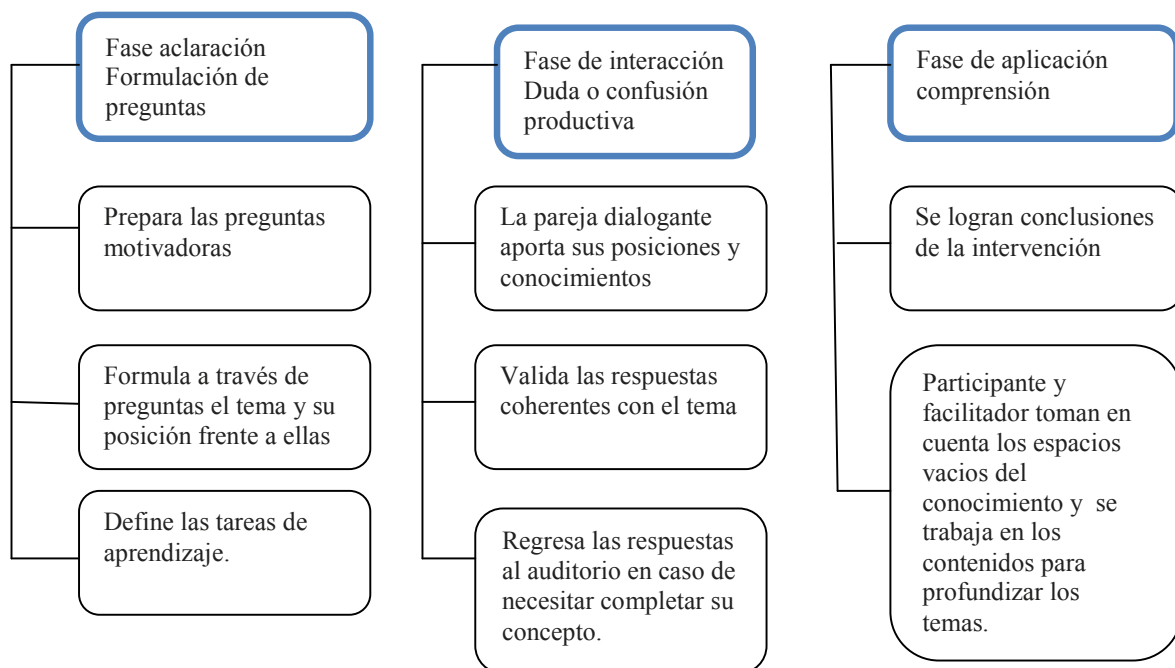 Fase aclaración
Formulación de
preguntas
Prepara las preguntas
motivadoras
Formula a través de
preguntas el tema y su
posición frente a ellas
Define las tareas de
aprendizaje.
Fase de interacción
Duda o confusión
productiva
La pareja dialogante
aporta sus posiciones y
conocimientos
Valida las respuestas
coherentes con el tema
Regresa las respuestas
al auditorio en caso de
necesitar completar su
concepto.
Fase de aplicación
comprensión
Se logran conclusiones
de la intervención
Participante y
facilitador toman en
cuenta los espacios
vacios del
conocimiento y se
trabaja en los
contenidos para
profundizar los
temas.